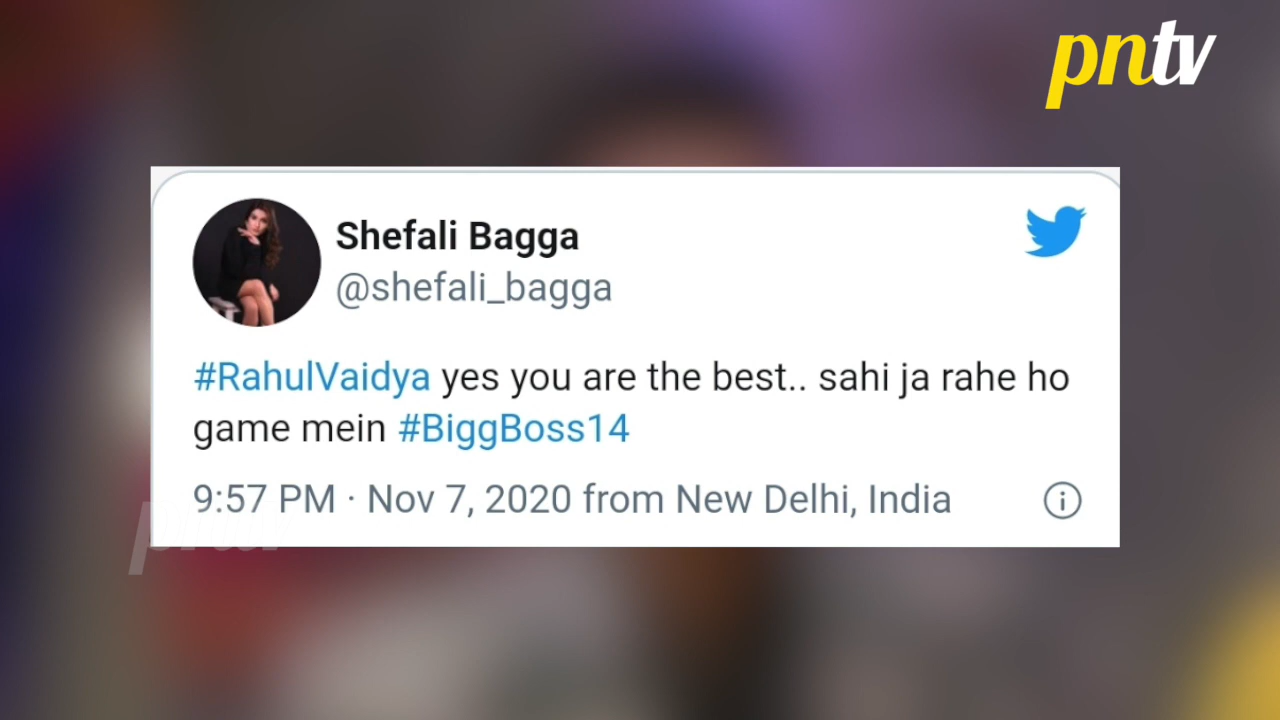 pntv
Shefali Bagga
@shefali_bagga
#RahulVaidya yes you are the best.. sahi ja rahe ho
game mein #BiggBoss14
9:57 PM · Nov 7, 2020 from New Delhi, India
pntv